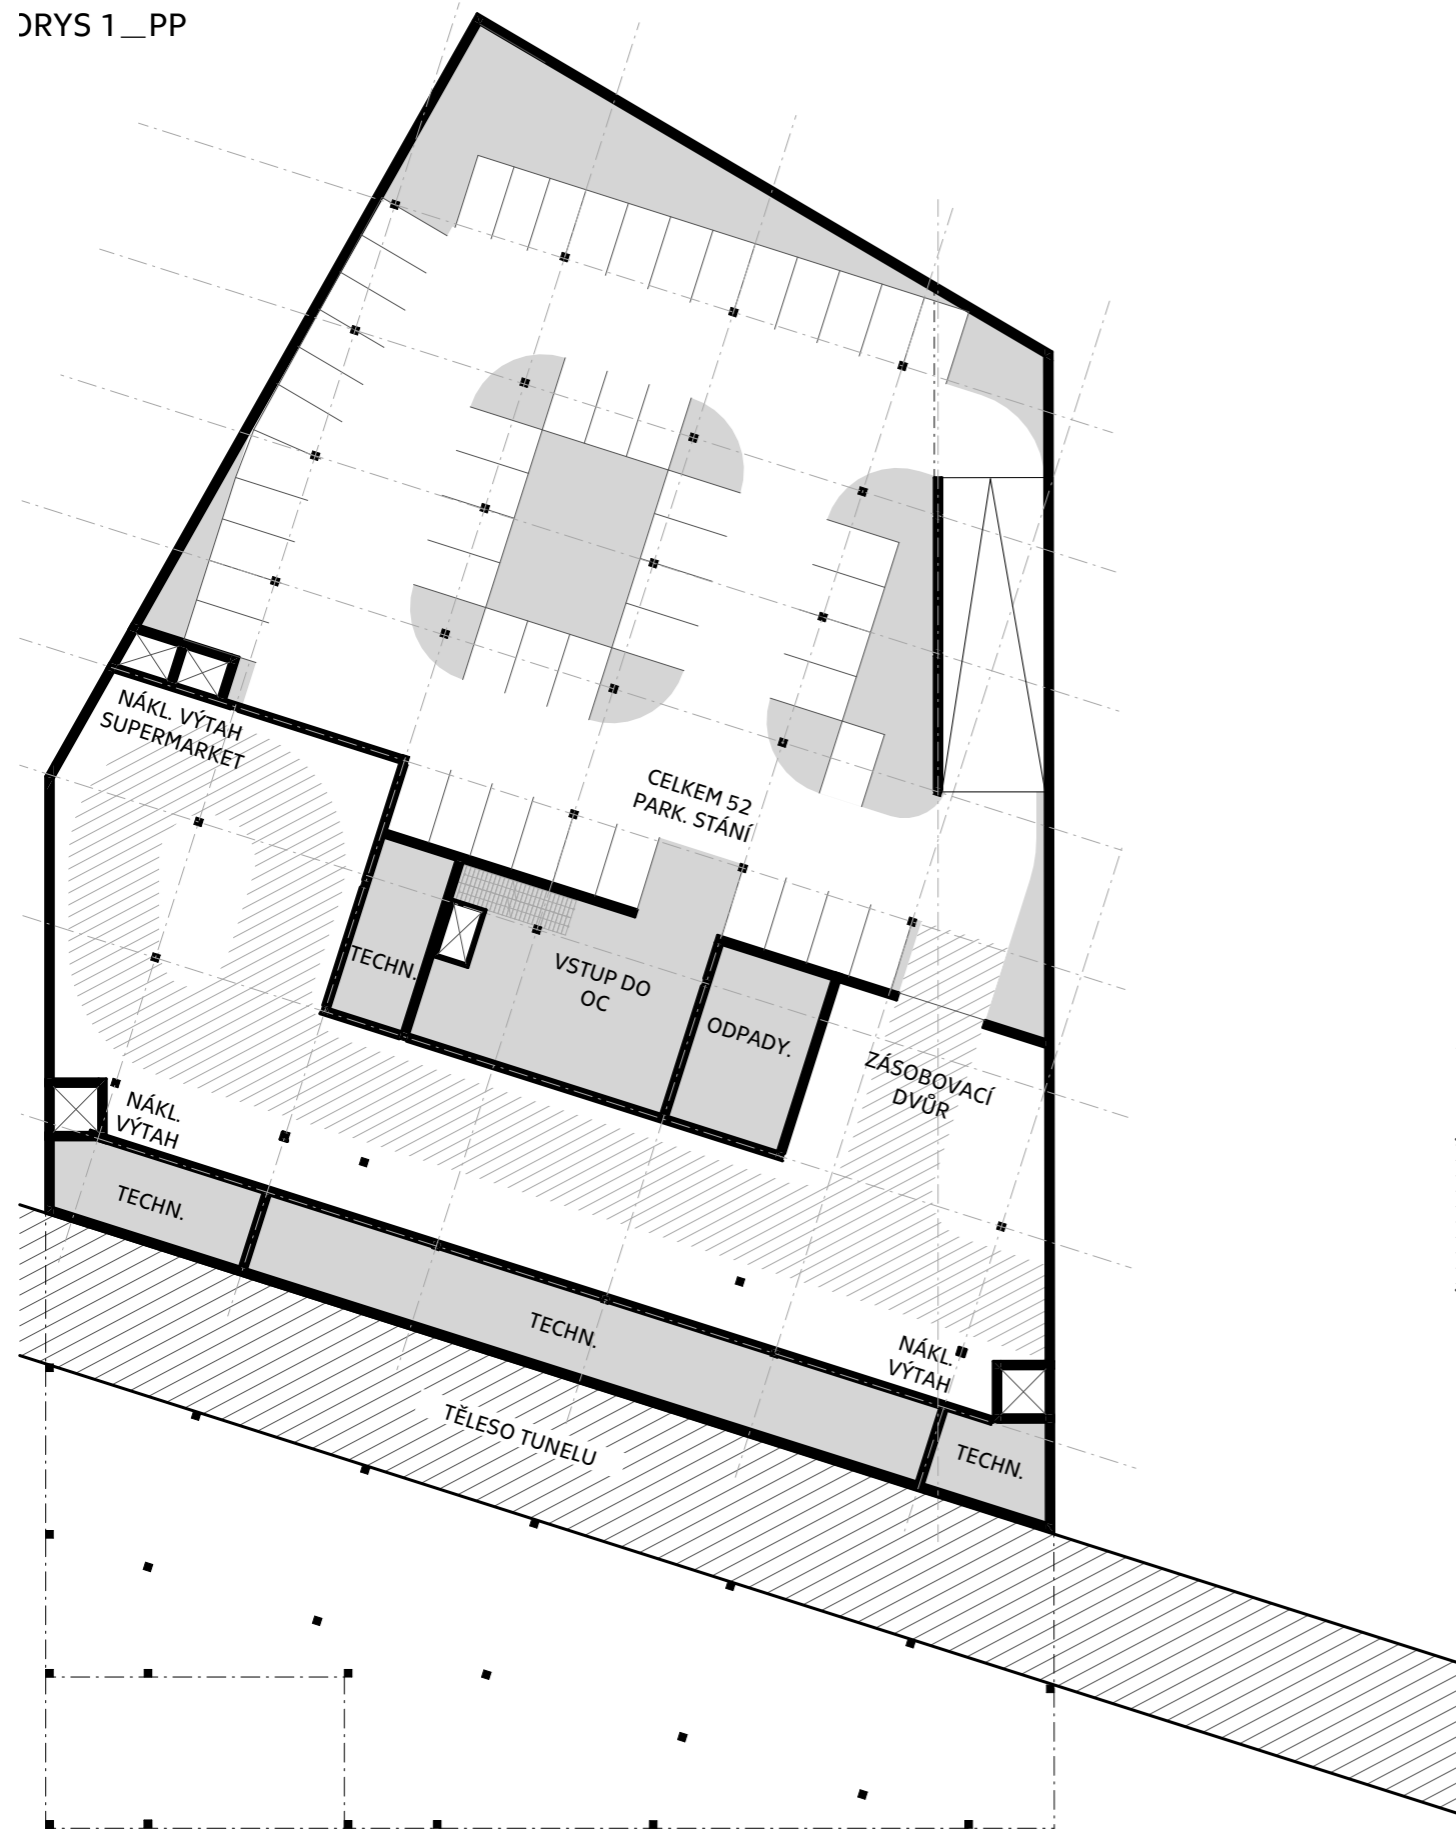 ORYS 1_PP
NÁKL. VÝTAH
SUPERMARKET
CELKEM 52
PARK. STÁNÍ
TECHN.
VSTUP DO
OC
ODPADY.
ZÁSOBOVACÍ
DVŮR
NÁKL.
VÝTAH
TECHN.
TECHN.
NÁKL.
VÝTAH
TECHN.
TĚLESO TUNELU